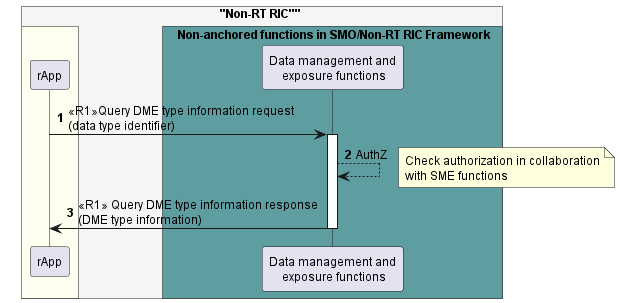 "Non-RT RIC""
Non-anchored functions in SMO/Non-RT RIC Framework
rApp
Data management and
exposure functions
1 «R1»Query DME type information request
(data type identifier)
2 AuthZ
Check authorization in collaboration
with SME functions
3 «R1» Query DME type information response
(DME type information)
rApp
Data management and
exposure functions